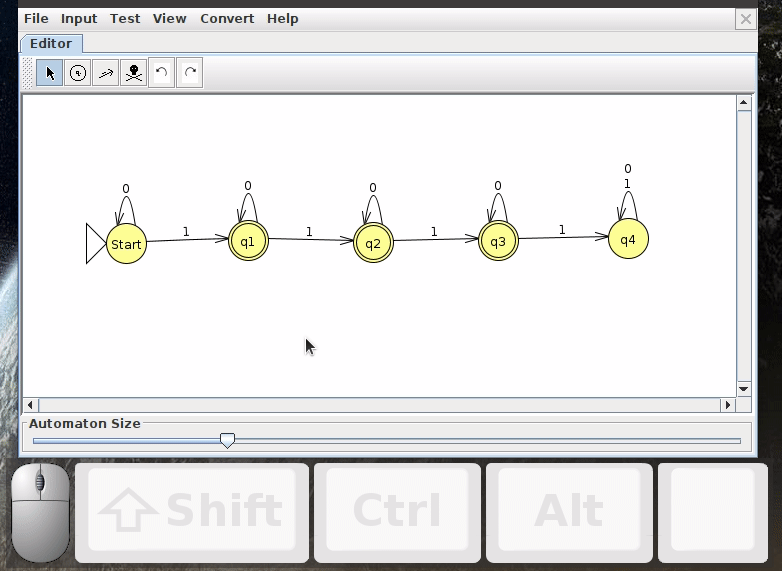 File Input Test View Convert Help
Editor
0 0 0 0 0
1
Start 1 q1 1 q2 1 q3 1 q4
Automaton Size
Shift Ctrl Alt